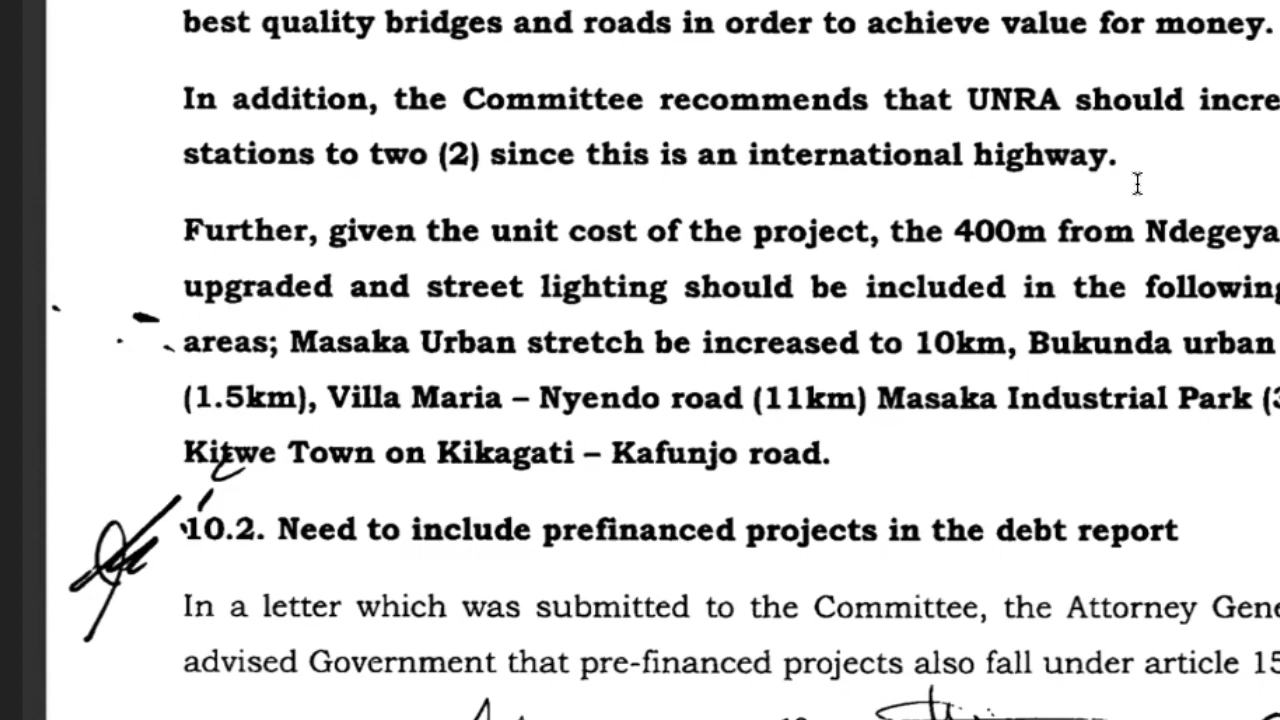 best quality bridges and roads in order to achieve value for money.
In addition, the Committee recommends that UNRA should incre
stations to two (2) since this is an international highway.
Further, given the unit cost of the project, the 400m from Ndegeya
upgraded and street lighting should be included in the following
areas; Masaka Urban stretch be increased to 10km, Bukunda urban
(1.5km), Villa Maria – Nyendo road (11km) Masaka Industrial Park (3
Kitwe Town on Kikagati – Kafunjo road.
10.2. Need to include prefinanced projects in the debt report
In a letter which was submitted to the Committee, the Attorney Gene
advised Government that pre-financed projects also fall under article 15